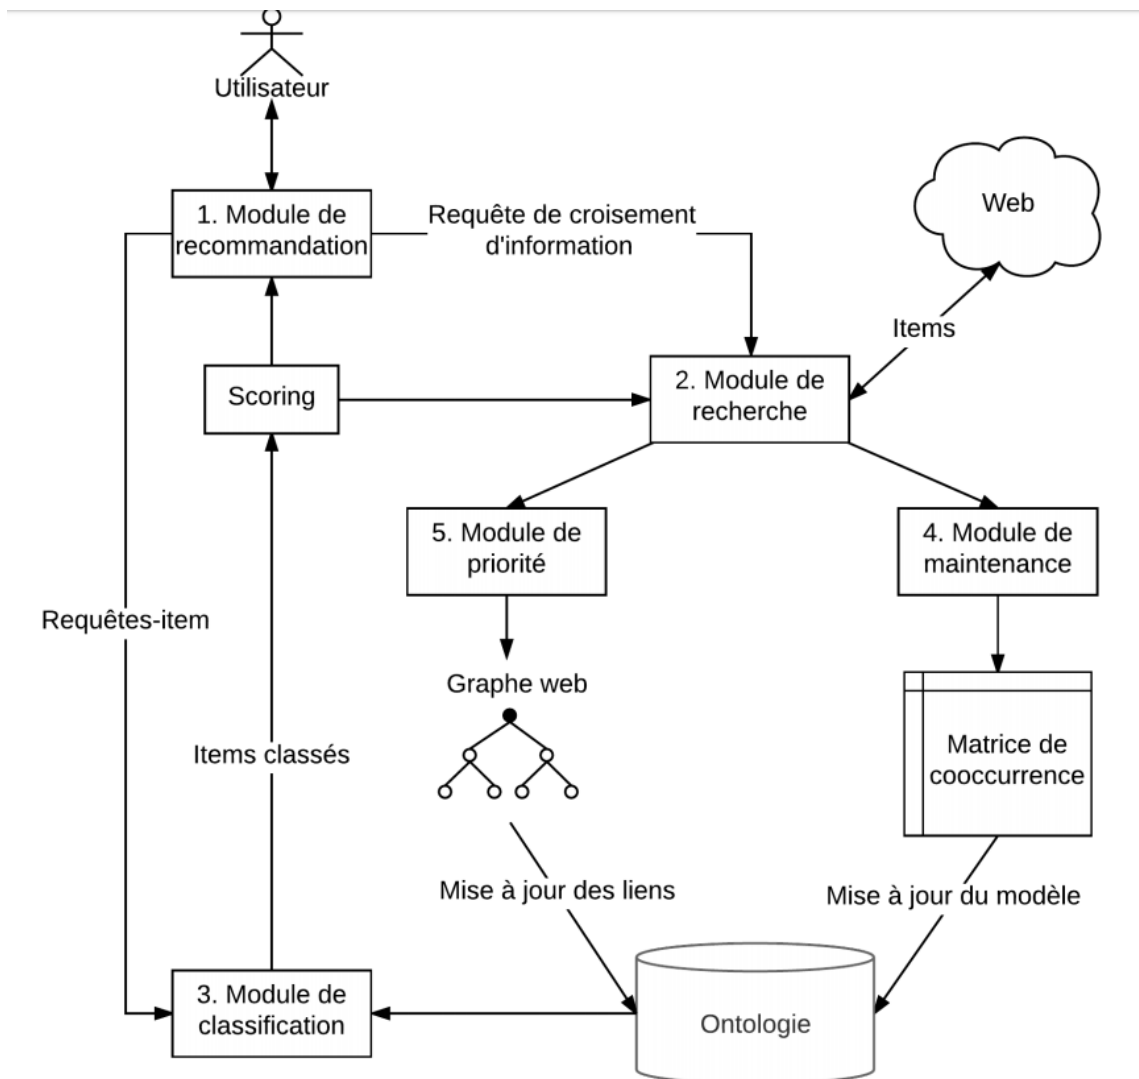 Utilisateur
1. Module de
recommandation
Requête de croisement
d'information
Web
Items
Scoring
2. Module de
recherche
5. Module de
priorité
4. Module de
maintenance
Requêtes-item
Graphe web
Items classés
Matrice de
cooccurrence
Mise à jour des liens
Mise à jour du modèle
3. Module de
classification
Ontologie